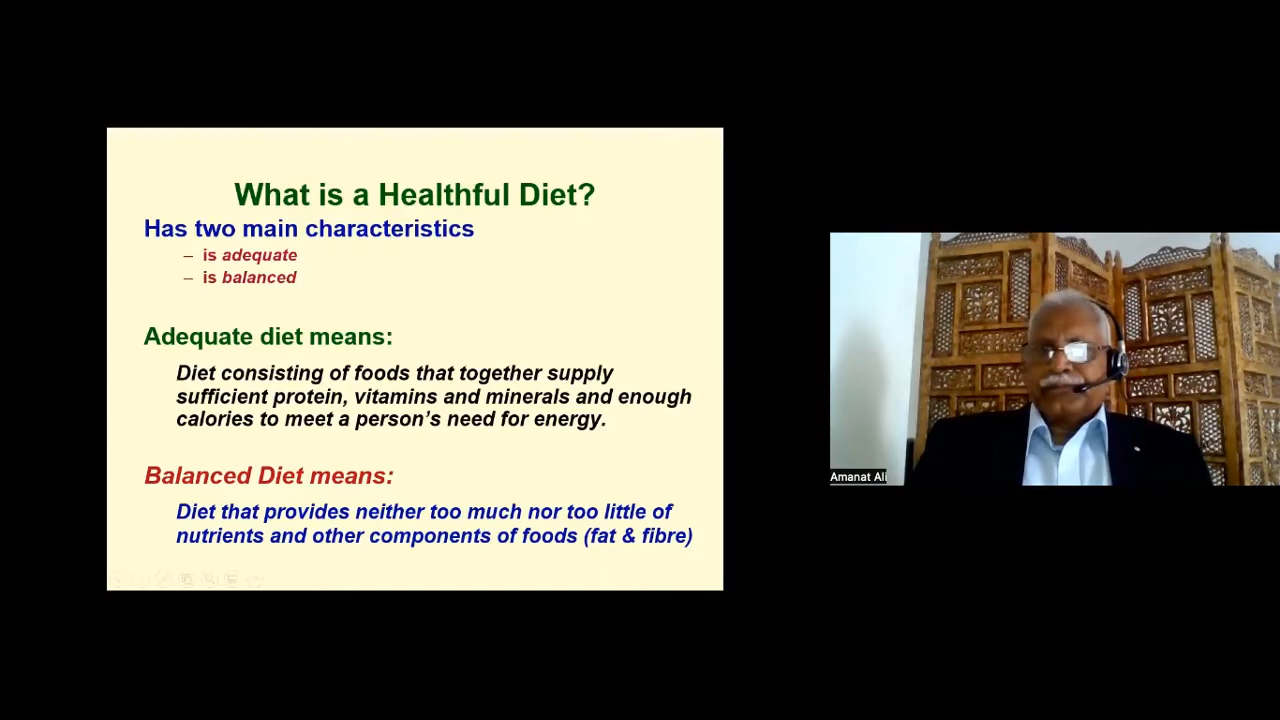 What is a Healthful Diet?
Has two main characteristics
– is adequate
– is balanced
Adequate diet means:
Diet consisting of foods that together supply
sufficient protein, vitamins and minerals and enough
calories to meet a person’s need for energy.
Balanced Diet means:
Diet that provides neither too much nor too little of
nutrients and other components of foods (fat & fibre)
Amanat Ali